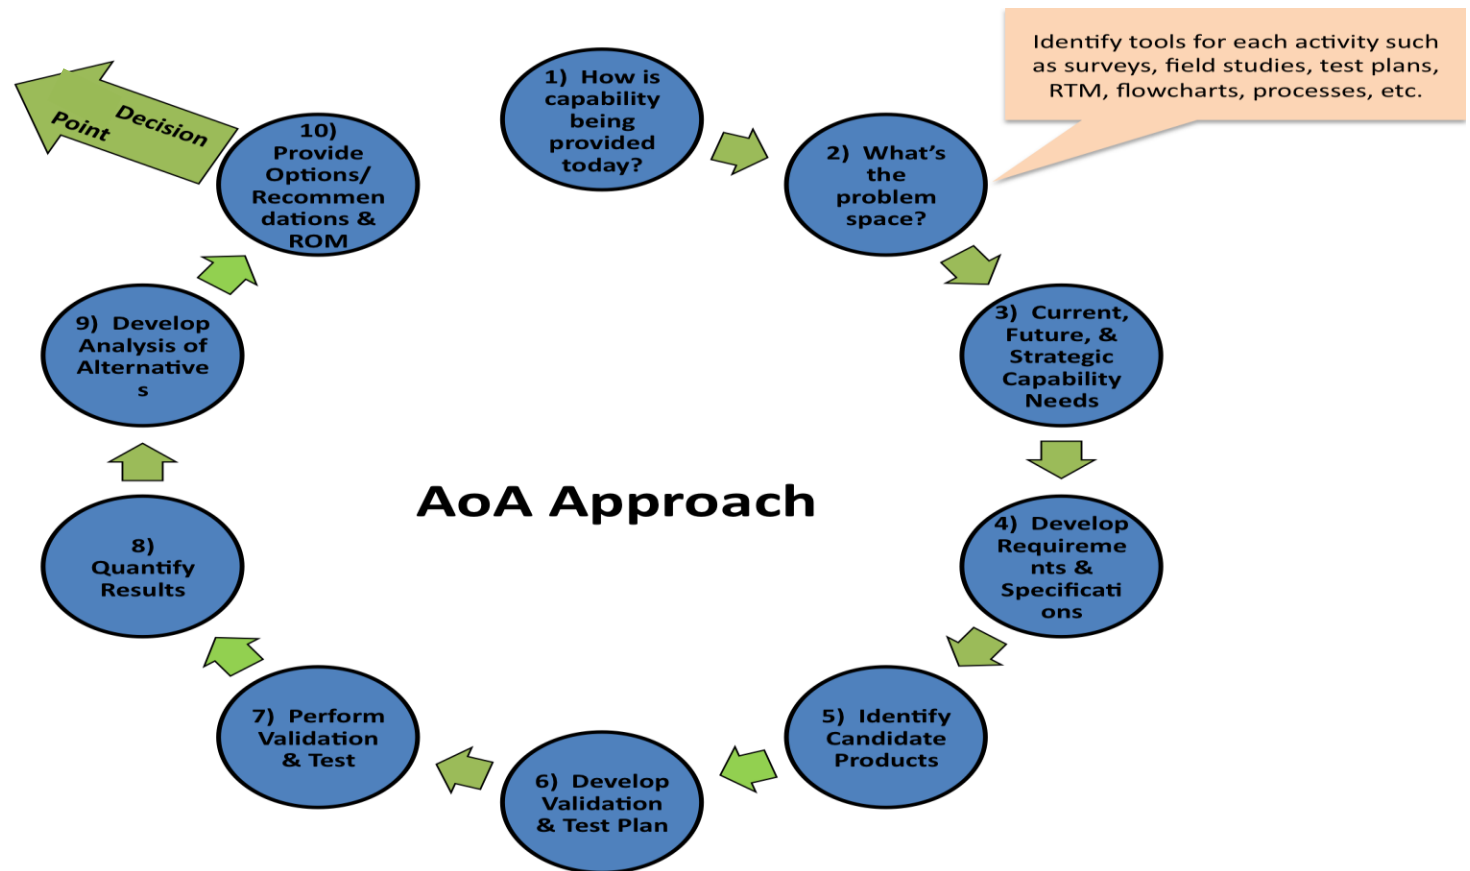 1) How is
capability
being
provided
today?
2) What’s
the
problem
space?
Identify tools for each activity such
as surveys, field studies, test plans,
RTM, flowcharts, processes, etc.
3) Current,
Future, &
Strategic
Capability
Needs
4) Develop
Requireme
nts &
Specificati
ons
5) Identify
Candidate
Products
6) Develop
Validation
& Test Plan
7) Perform
Validation
& Test
8)
Quantify
Results
9) Develop
Analysis of
Alternative
s
10)
Provide
Options/
Recommen
dations &
ROM
Decision
Point
AoA Approach